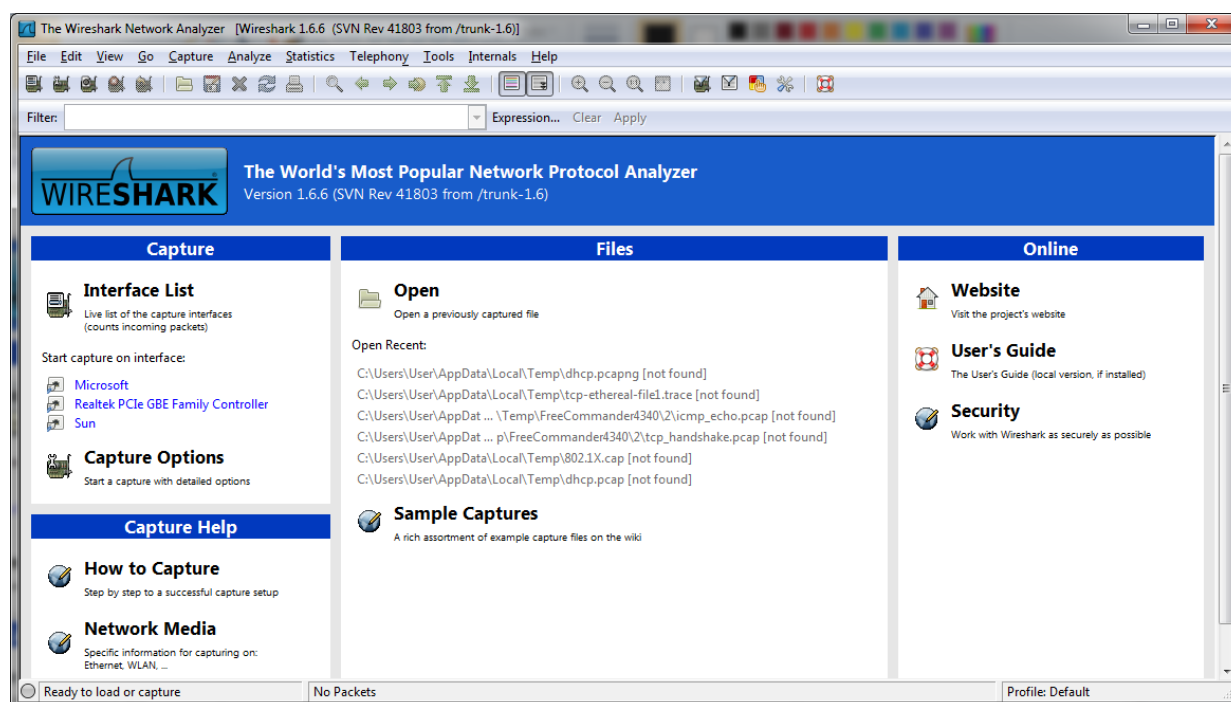 The Wireshark Network Analyzer [Wireshark 1.6.6 (SVN Rev 41803 from /trunk-1.6)]
File Edit View Go Capture Analyze Statistics Telephony Tools Internals Help
Filter: Expression... Clear Apply
WIRESHARK
The World's Most Popular Network Protocol Analyzer
Version 1.6.6 (SVN Rev 41803 from /trunk-1.6)
Capture
Interface List
Live list of the capture interfaces
(counts incoming packets)
Start capture on interface:
Microsoft
Realtek PCIe GBE Family Controller
Sun
Capture Options
Start a capture with detailed options
Capture Help
How to Capture
Step by step to a successful capture setup
Network Media
Specific information for capturing on:
Ethernet, WLAN, ...
Files
Open
Open a previously captured file
Open Recent:
C:\Users\User\AppData\Local\Temp\dhcp.pcapng [not found]
C:\Users\User\AppData\Local\Temp\tcp-ethereal-file1.trace [not found]
C:\Users\User\AppDat ... \Temp\FreeCommander4340\2\icmp_echo.pcap [not found]
C:\Users\User\AppDat ... p\FreeCommander4340\2\tcp_handshake.pcap [not found]
C:\Users\User\AppData\Local\Temp\802.1X.cap [not found]
C:\Users\User\AppData\Local\Temp\dhcp.pcap [not found]
Sample Captures
A rich assortment of example capture files on the wiki
Online
Website
Visit the project's website
User's Guide
The User's Guide (local version, if installed)
Security
Work with Wireshark as securely as possible
Ready to load or capture
No Packets
Profile: Default